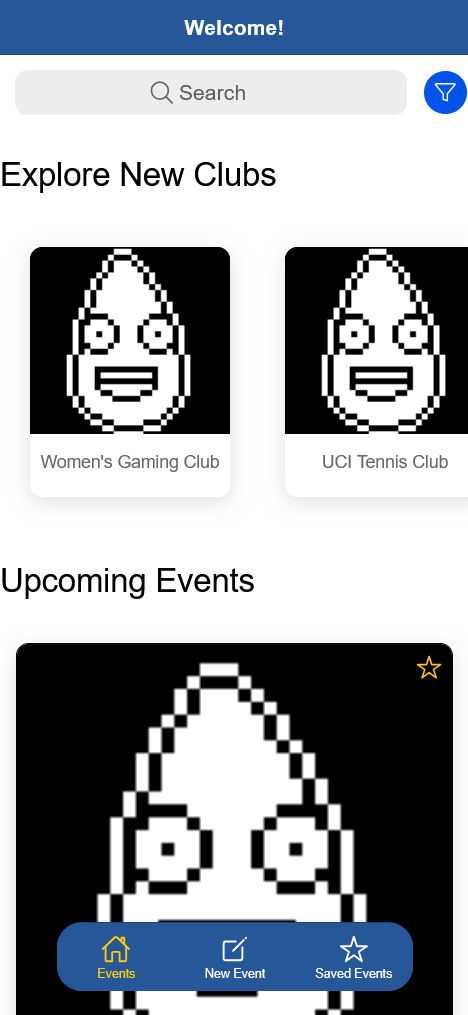 Welcome!
Search
Explore New Clubs
Women's Gaming Club
UCI Tennis Club
Upcoming Events
Events
New Event
Saved Events